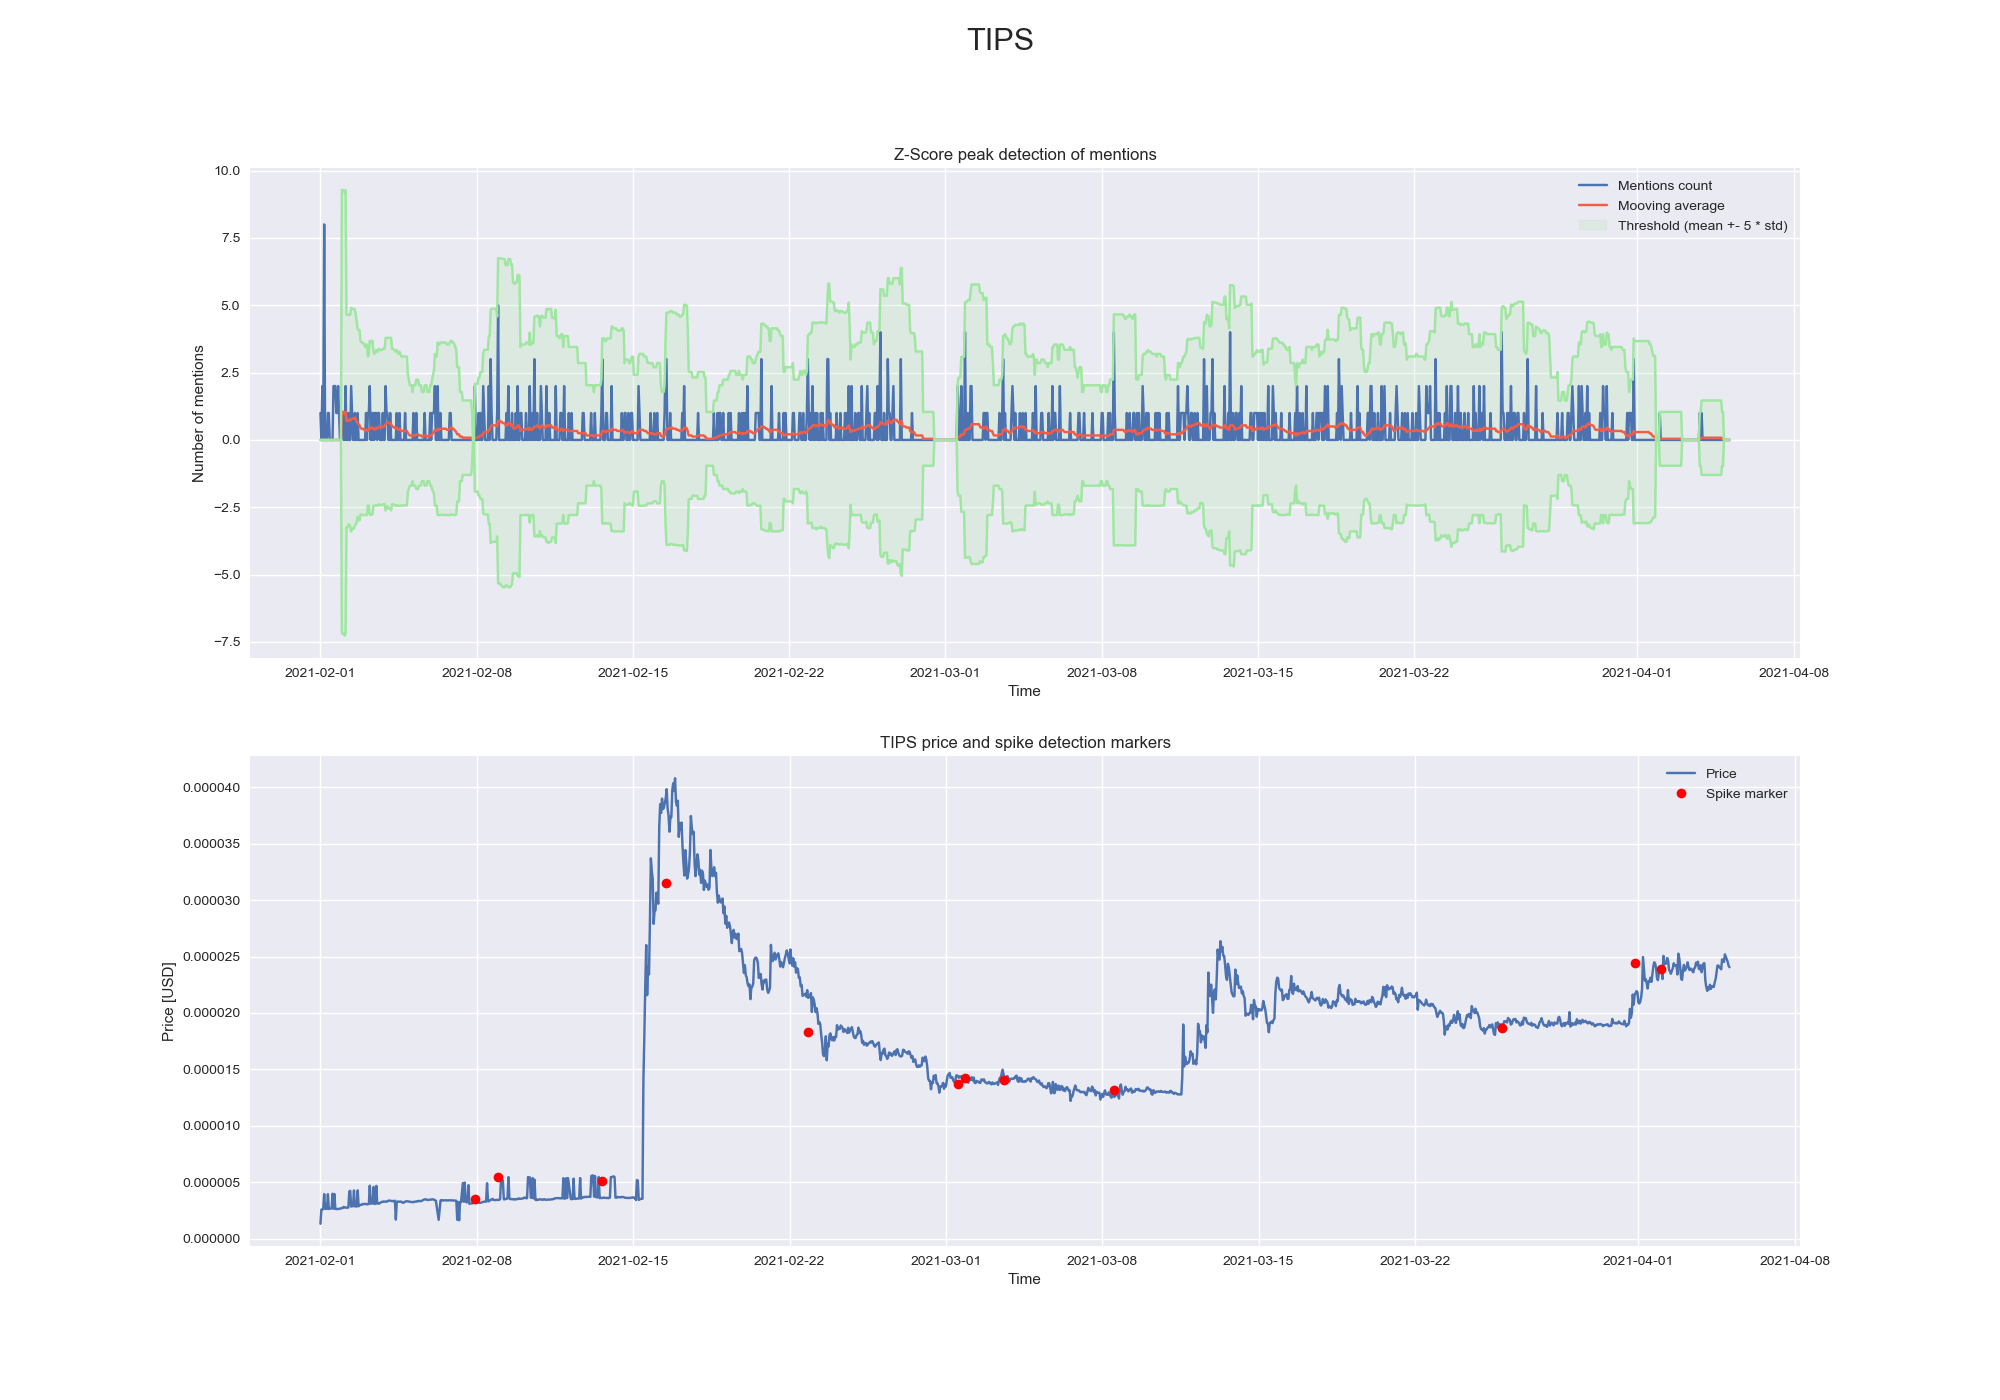 TIPS
Z-Score peak detection of mentions
10.0
7.5
5.0
2.5
0.0
−2.5
−5.0
−7.5
Number of mentions
Mentions count
Mooving average
Threshold (mean +- 5 * std)
2021-02-01 2021-02-08 2021-02-15 2021-02-22 2021-03-01 2021-03-08 2021-03-15 2021-03-22 2021-04-01 2021-04-08
Time
TIPS price and spike detection markers
0.000040
0.000035
0.000030
0.000025
0.000020
0.000015
0.000010
0.000005
0.000000
Price [USD]
Price
Spike marker
2021-02-01 2021-02-08 2021-02-15 2021-02-22 2021-03-01 2021-03-08 2021-03-15 2021-03-22 2021-04-01 2021-04-08
Time